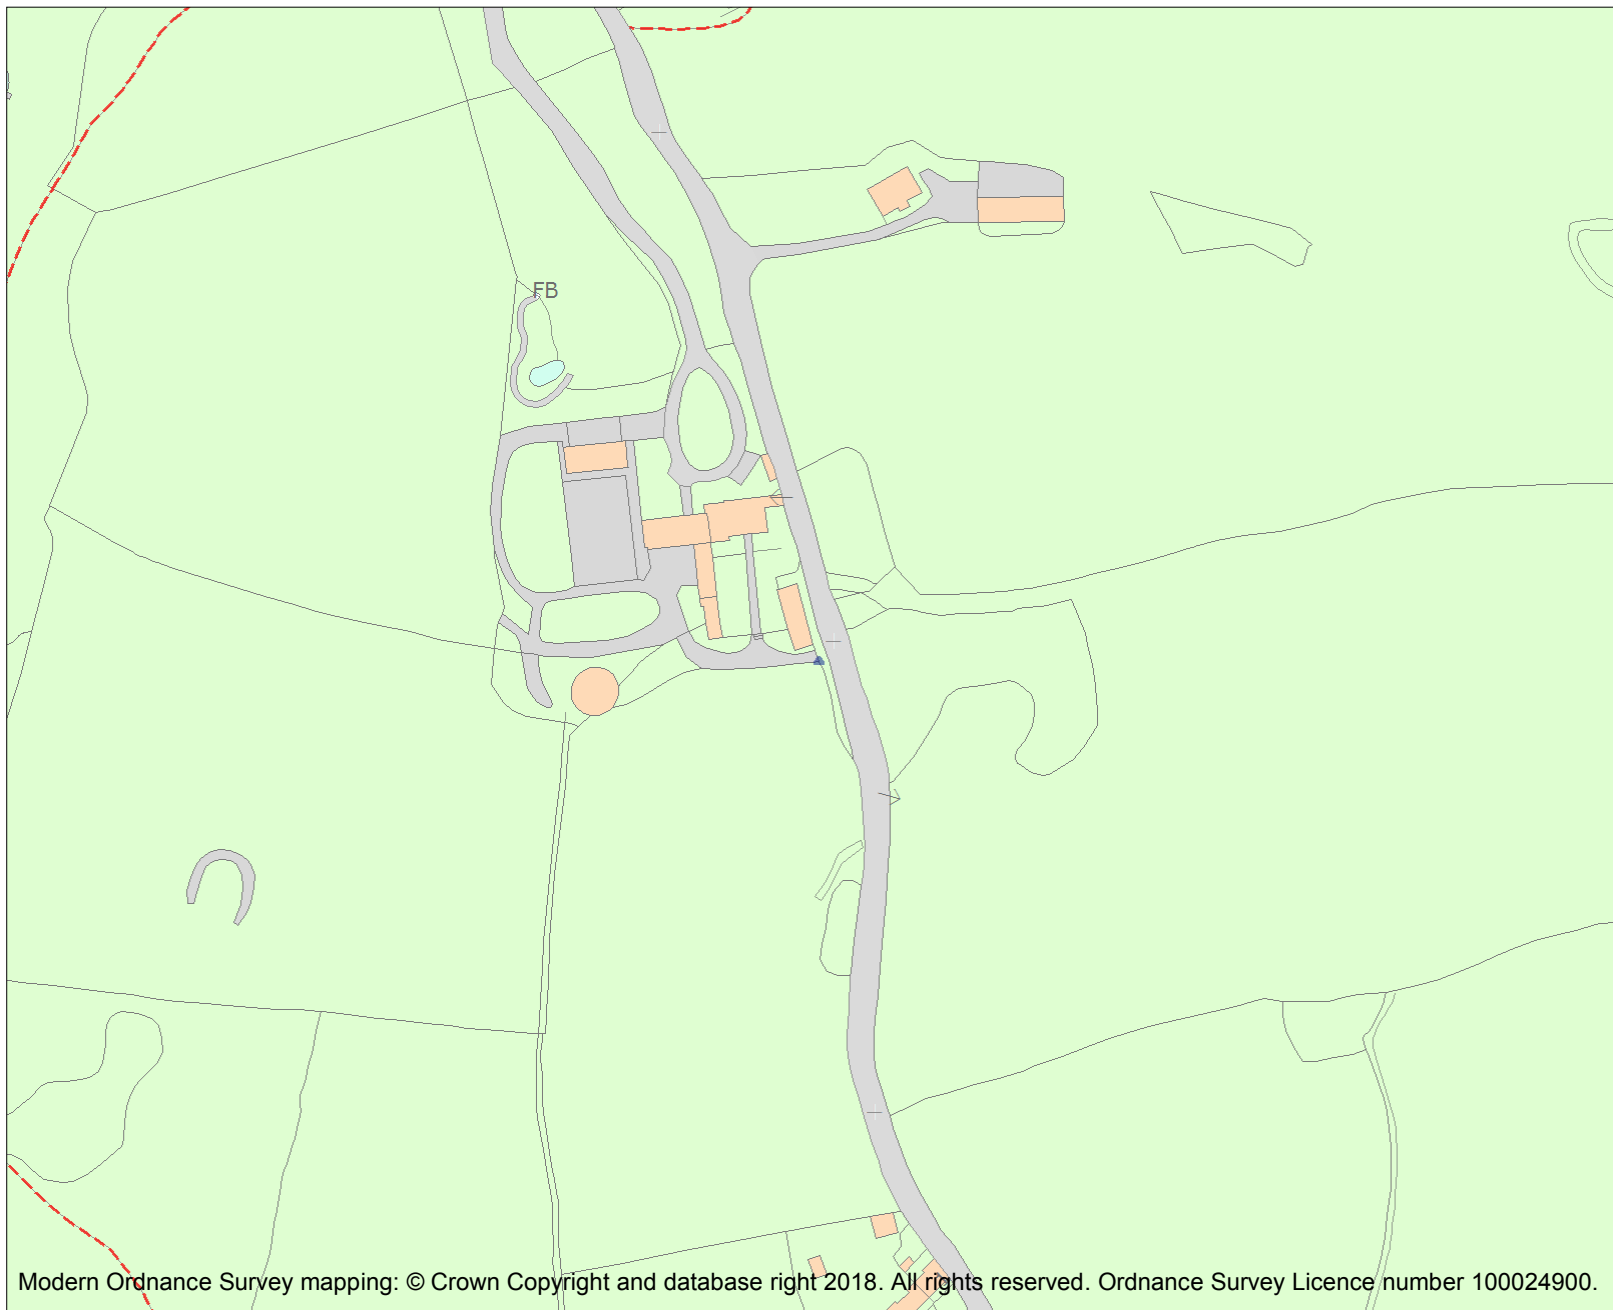 FB
Modern Ordnance Survey mapping: © Crown Copyright and database right 2018. All rights reserved. Ordnance Survey Licence number 100024900.